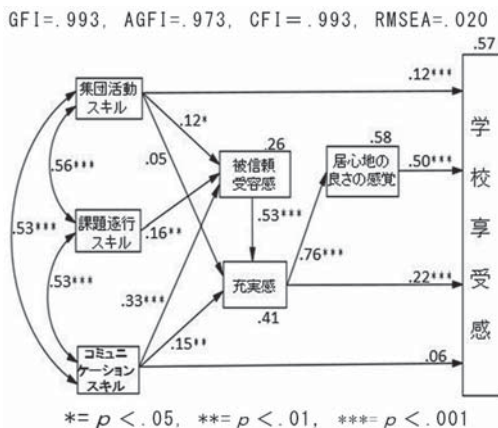 GFI=.993, AGFI=.973, CFI=.993, RMSEA=.020
.57
集団活動
スキル
.12***
.12*
.26
.58
.56***
.05
被信頼
受容感
居心地の
良さの感覚
.50***
学校享受感
.53***
課題遂行
スキル
.16**
.53***
.76***
.53***
.33***
充実感
.22***
.41
.15**
コミュニ
ケーション
スキル
.06
*=p<.05, **=p<.01, ***=p<.001